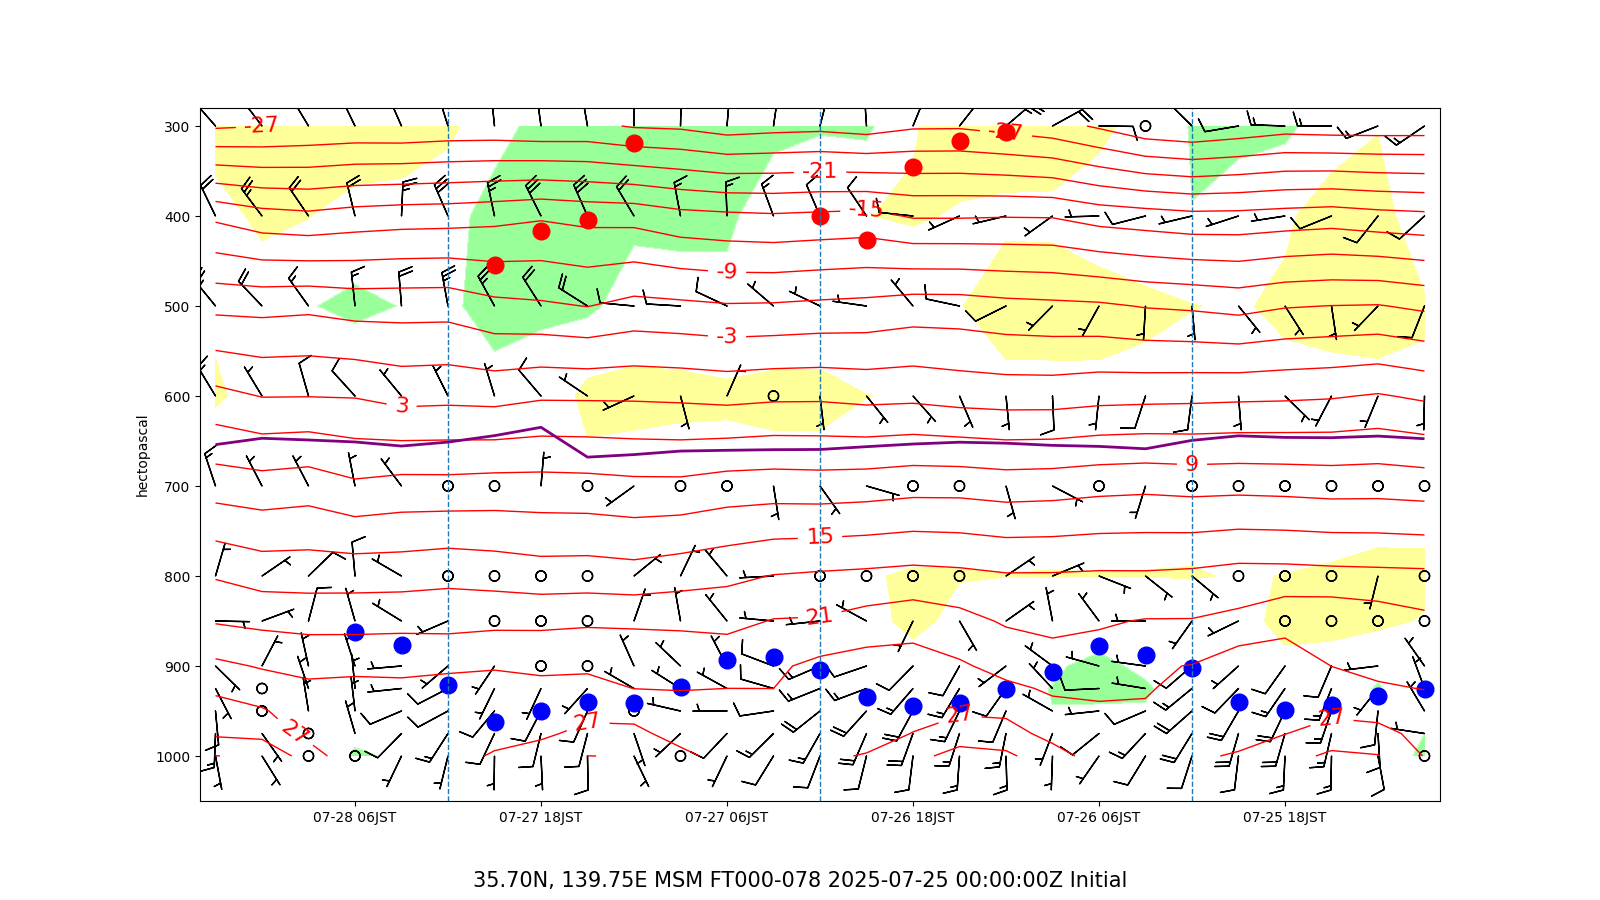 300
400
500
600
700
800
900
1000
hectopascal
-27
-27
-21
-15
-9
-3
3
9
15
21
27
27
27
27
07-28 06JST
07-27 18JST
07-27 06JST
07-26 18JST
07-26 06JST
07-25 18JST
35.70N, 139.75E MSM FT000-078 2025-07-25 00:00:00Z Initial